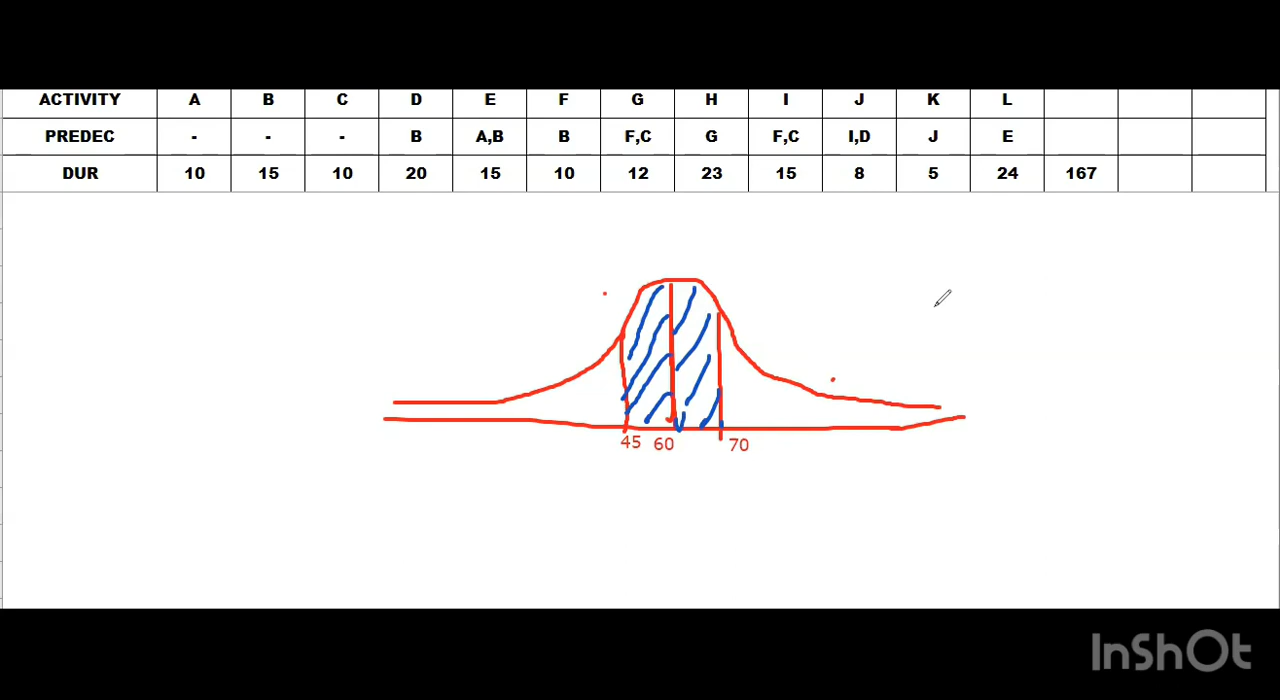 ACTIVITY A B C D E F G H I J K L
PREDEC - - - B A,B B F,C G F,C I,D J E
DUR 10 15 10 20 15 10 12 23 15 8 5 24 167
45 60 70
InShOt